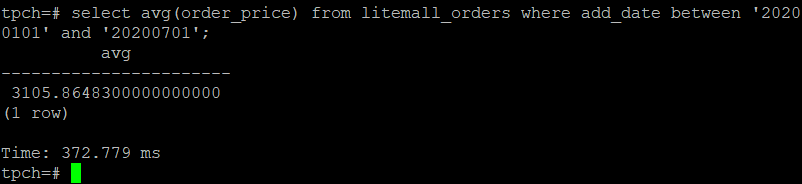 tpch=# select avg(order_price) from litemall_orders where add_date between '2020
0101' and '20200701';
          avg
-----------------------
 3105.8648300000000000
(1 row)

Time: 372.779 ms
tpch=#